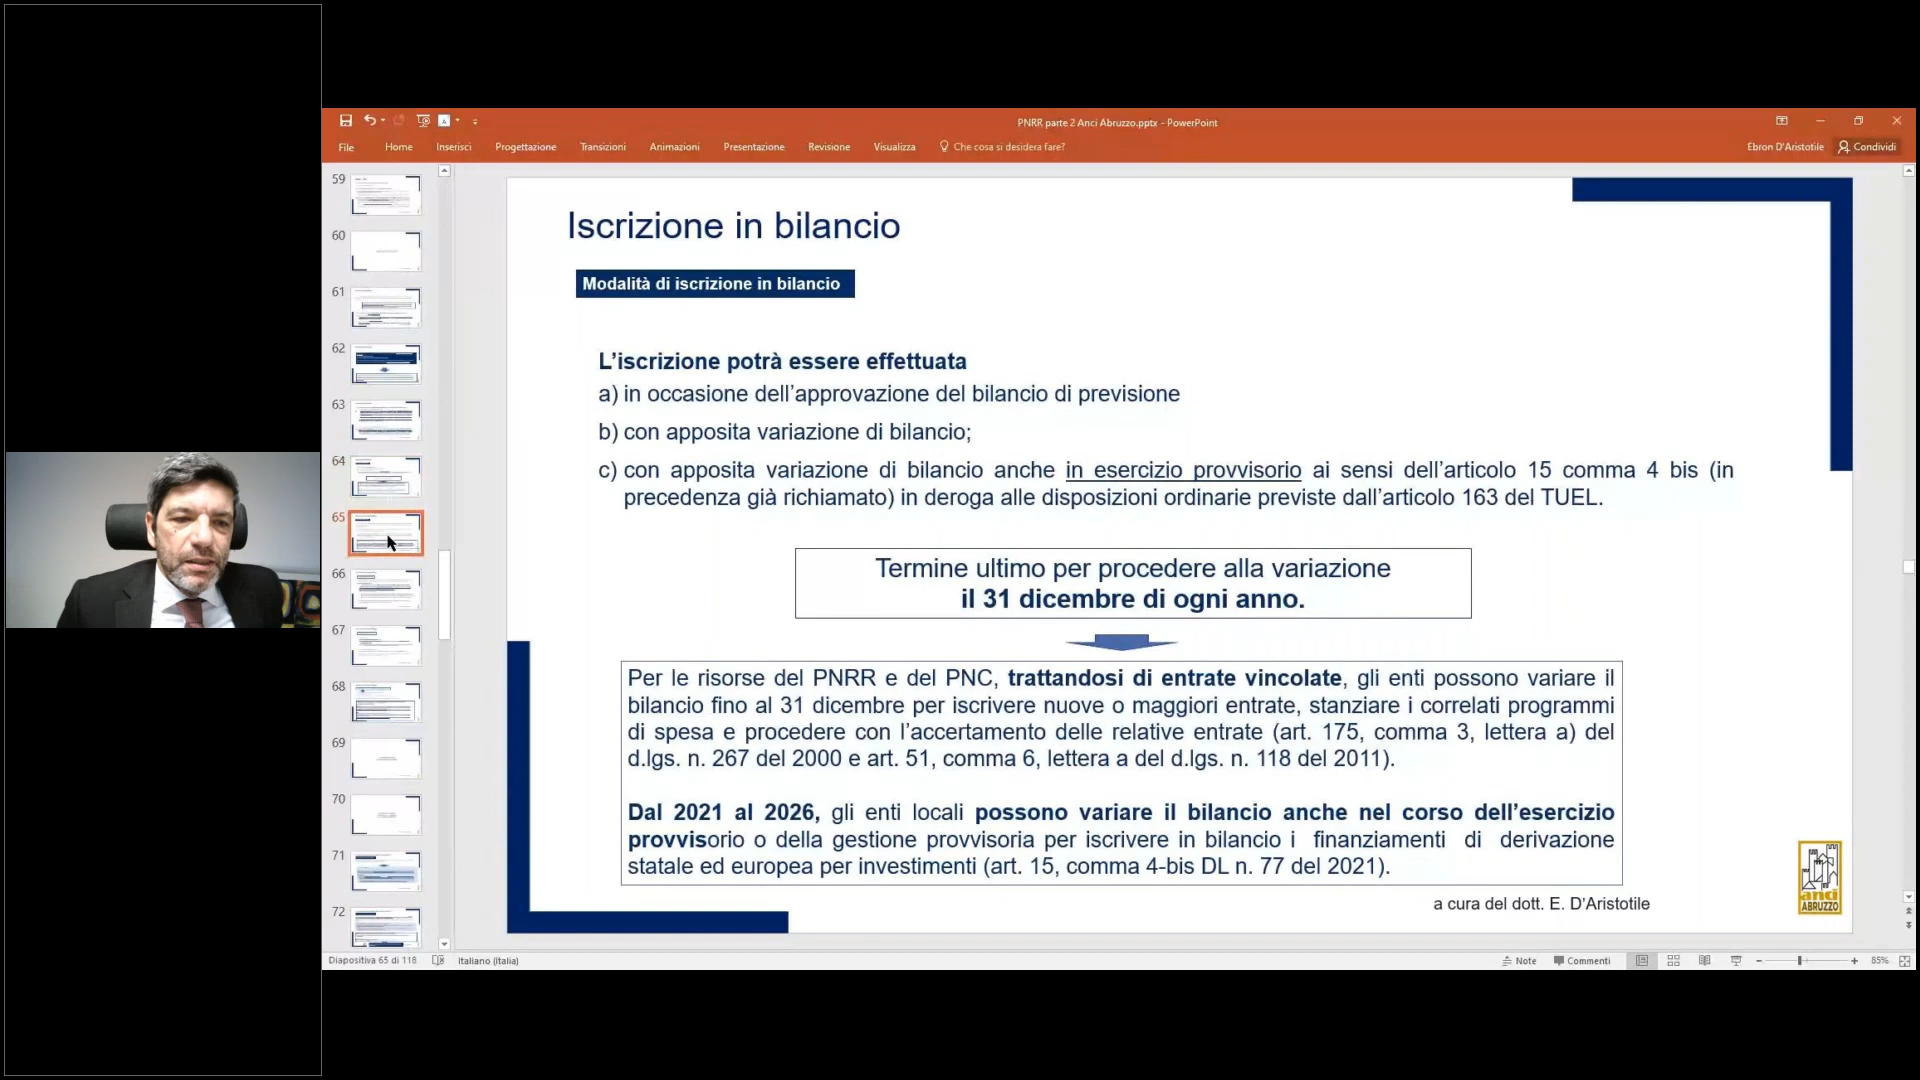 PNRR parte 2 Anci Abruzzo.pptx - PowerPoint
File Home Inserisci Progettazione Transizioni Animazioni Presentazione Revisione Visualizza Che cosa si desidera fare? Ebron D'Aristotile Condividi
59
60
61
62
63
64
65
66
67
68
69
70
71
72
Iscrizione in bilancio
Modalità di iscrizione in bilancio
L'iscrizione potrà essere effettuata
a) in occasione dell'approvazione del bilancio di previsione
b) con apposita variazione di bilancio;
c) con apposita variazione di bilancio anche in esercizio provvisorio ai sensi dell'articolo 15 comma 4 bis (in
precedenza già richiamato) in deroga alle disposizioni ordinarie previste dall'articolo 163 del TUEL.
Termine ultimo per procedere alla variazione
il 31 dicembre di ogni anno.
Per le risorse del PNRR e del PNC, trattandosi di entrate vincolate, gli enti possono variare il
bilancio fino al 31 dicembre per iscrivere nuove o maggiori entrate, stanziare i correlati programmi
di spesa e procedere con l'accertamento delle relative entrate (art. 175, comma 3, lettera a) del
d.lgs. n. 267 del 2000 e art. 51, comma 6, lettera a del d.lgs. n. 118 del 2011).
Dal 2021 al 2026, gli enti locali possono variare il bilancio anche nel corso dell'esercizio
provvisorio o della gestione provvisoria per iscrivere in bilancio i finanziamenti di derivazione
statale ed europea per investimenti (art. 15, comma 4-bis DL n. 77 del 2021).
a cura del dott. E. D'Aristotile
anci
ABRUZZO
Diapositiva 65 di 118 Italiano (Italia) Note Commenti 85%